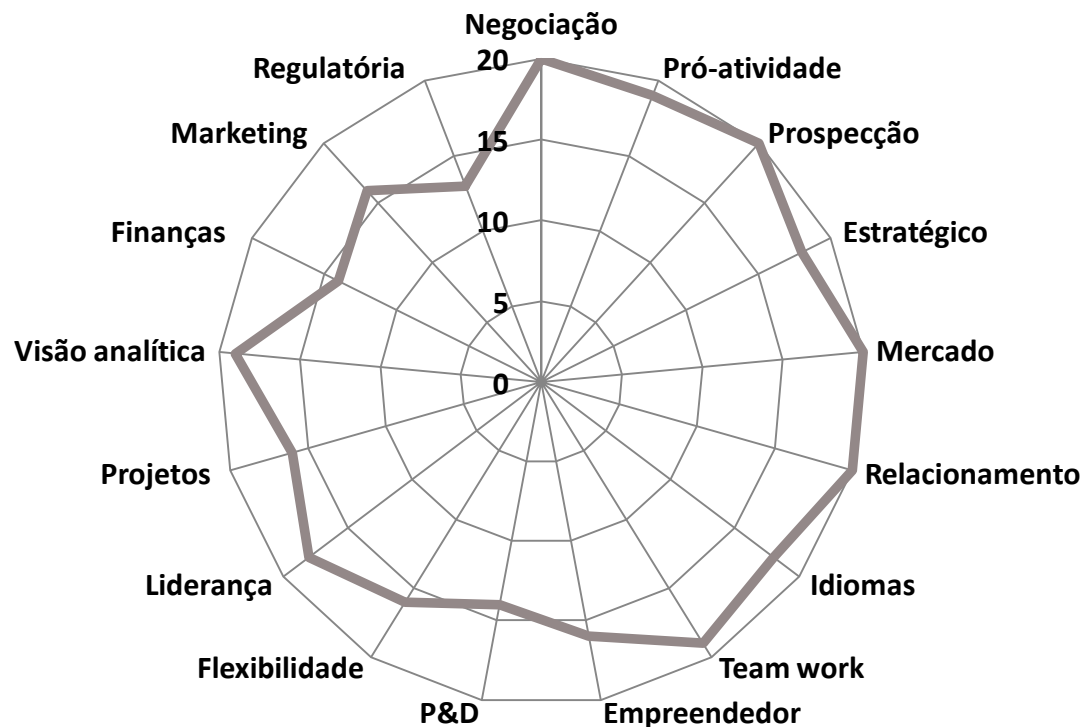 Negociação
Pró-atividade
Prospecção
Estratégico
Mercado
Relacionamento
Idiomas
Team work
Empreendedor
P&D
Flexibilidade
Liderança
Projetos
Visão analítica
Finanças
Marketing
Regulatória
20
15
10
5
0